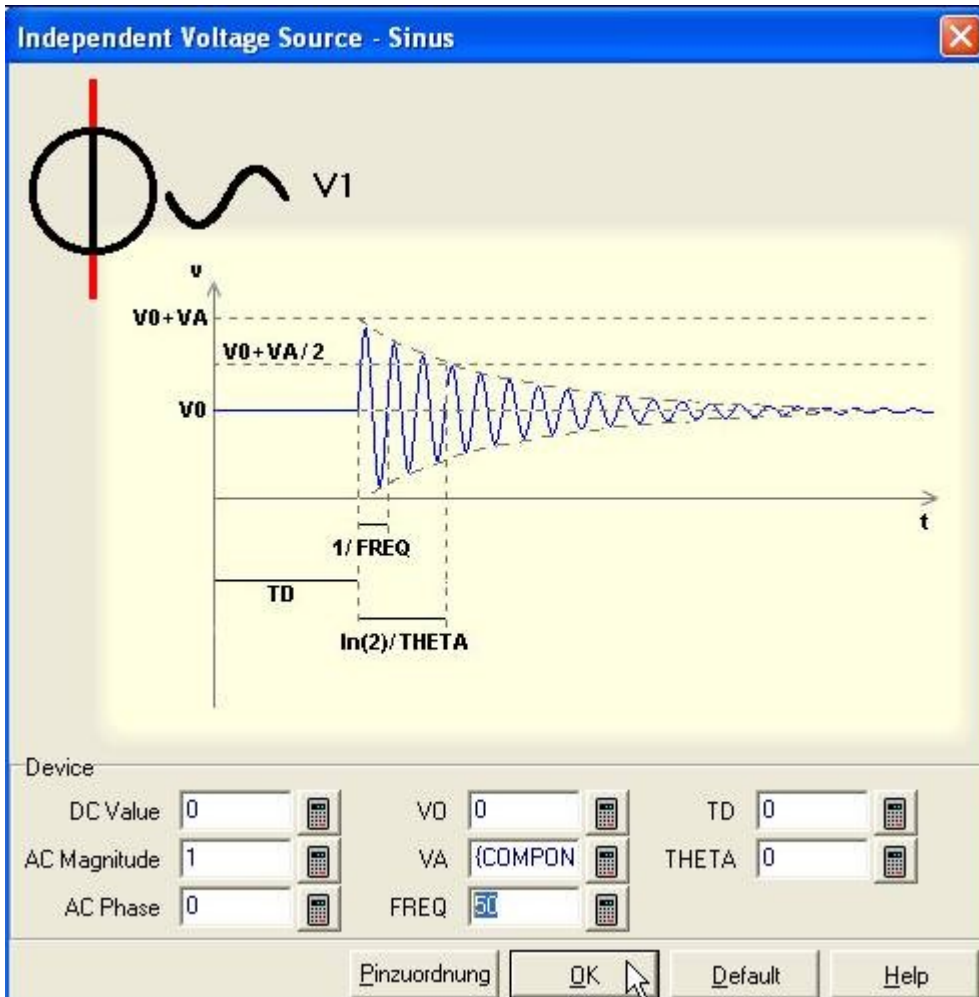 Independent Voltage Source - Sinus
V1
v
V0+VA
V0+VA/2
V0
t
1/FREQ
TD
ln(2)/THETA
Device
DC Value 0 VO 0 TD 0
AC Magnitude 1 VA {COMPON THETA 0
AC Phase 0 FREQ 50
Pinzuordnung OK Default Help